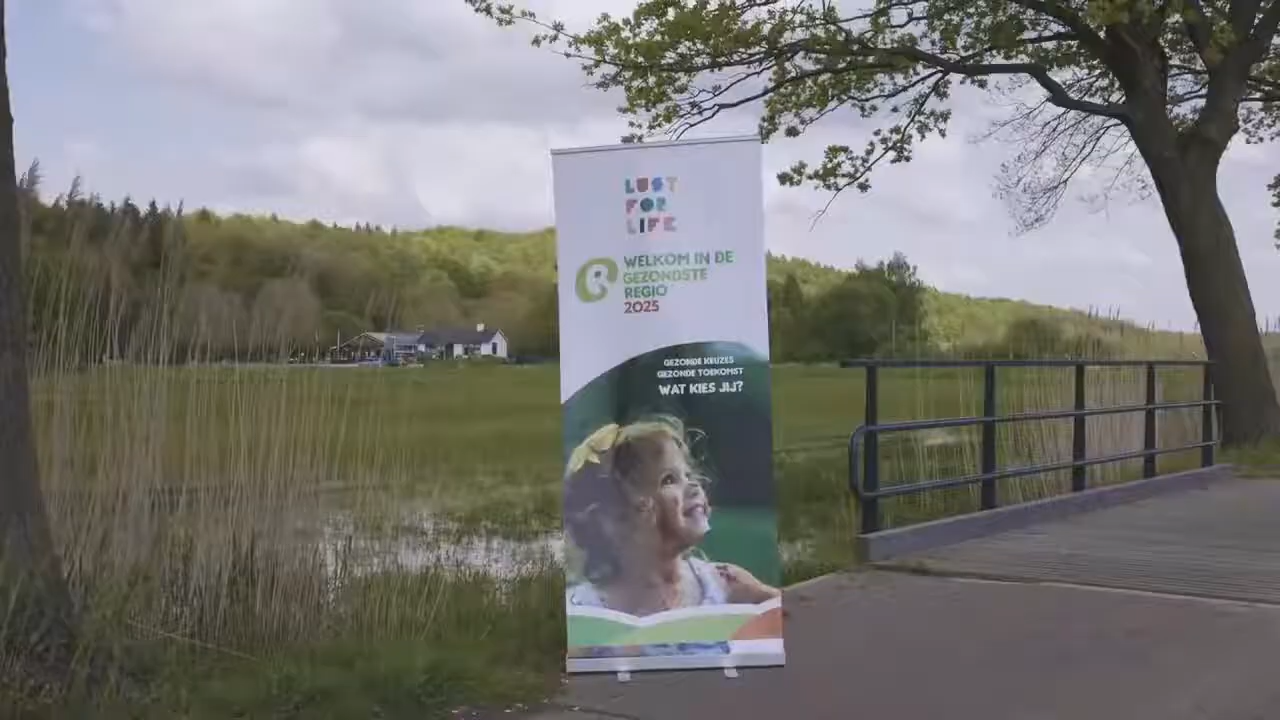 LUST
FOR
LIFE
WELKOM IN DE
GEZONDSTE
REGIO
2025
GEZONDE KEUZES
GEZONDE TOEKOMST
WAT KIES JIJ?